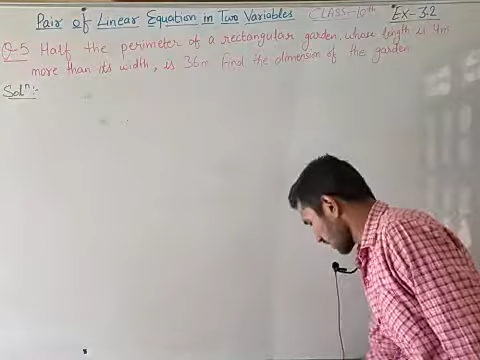 Pair of Linear Equation in Two Variables CLASS-10th Ex-3.2
Q-5 Half the perimeter of a rectangular garden, whose length is 4m
more than its width, is 36m Find the dimension of the garden
Solⁿ:-